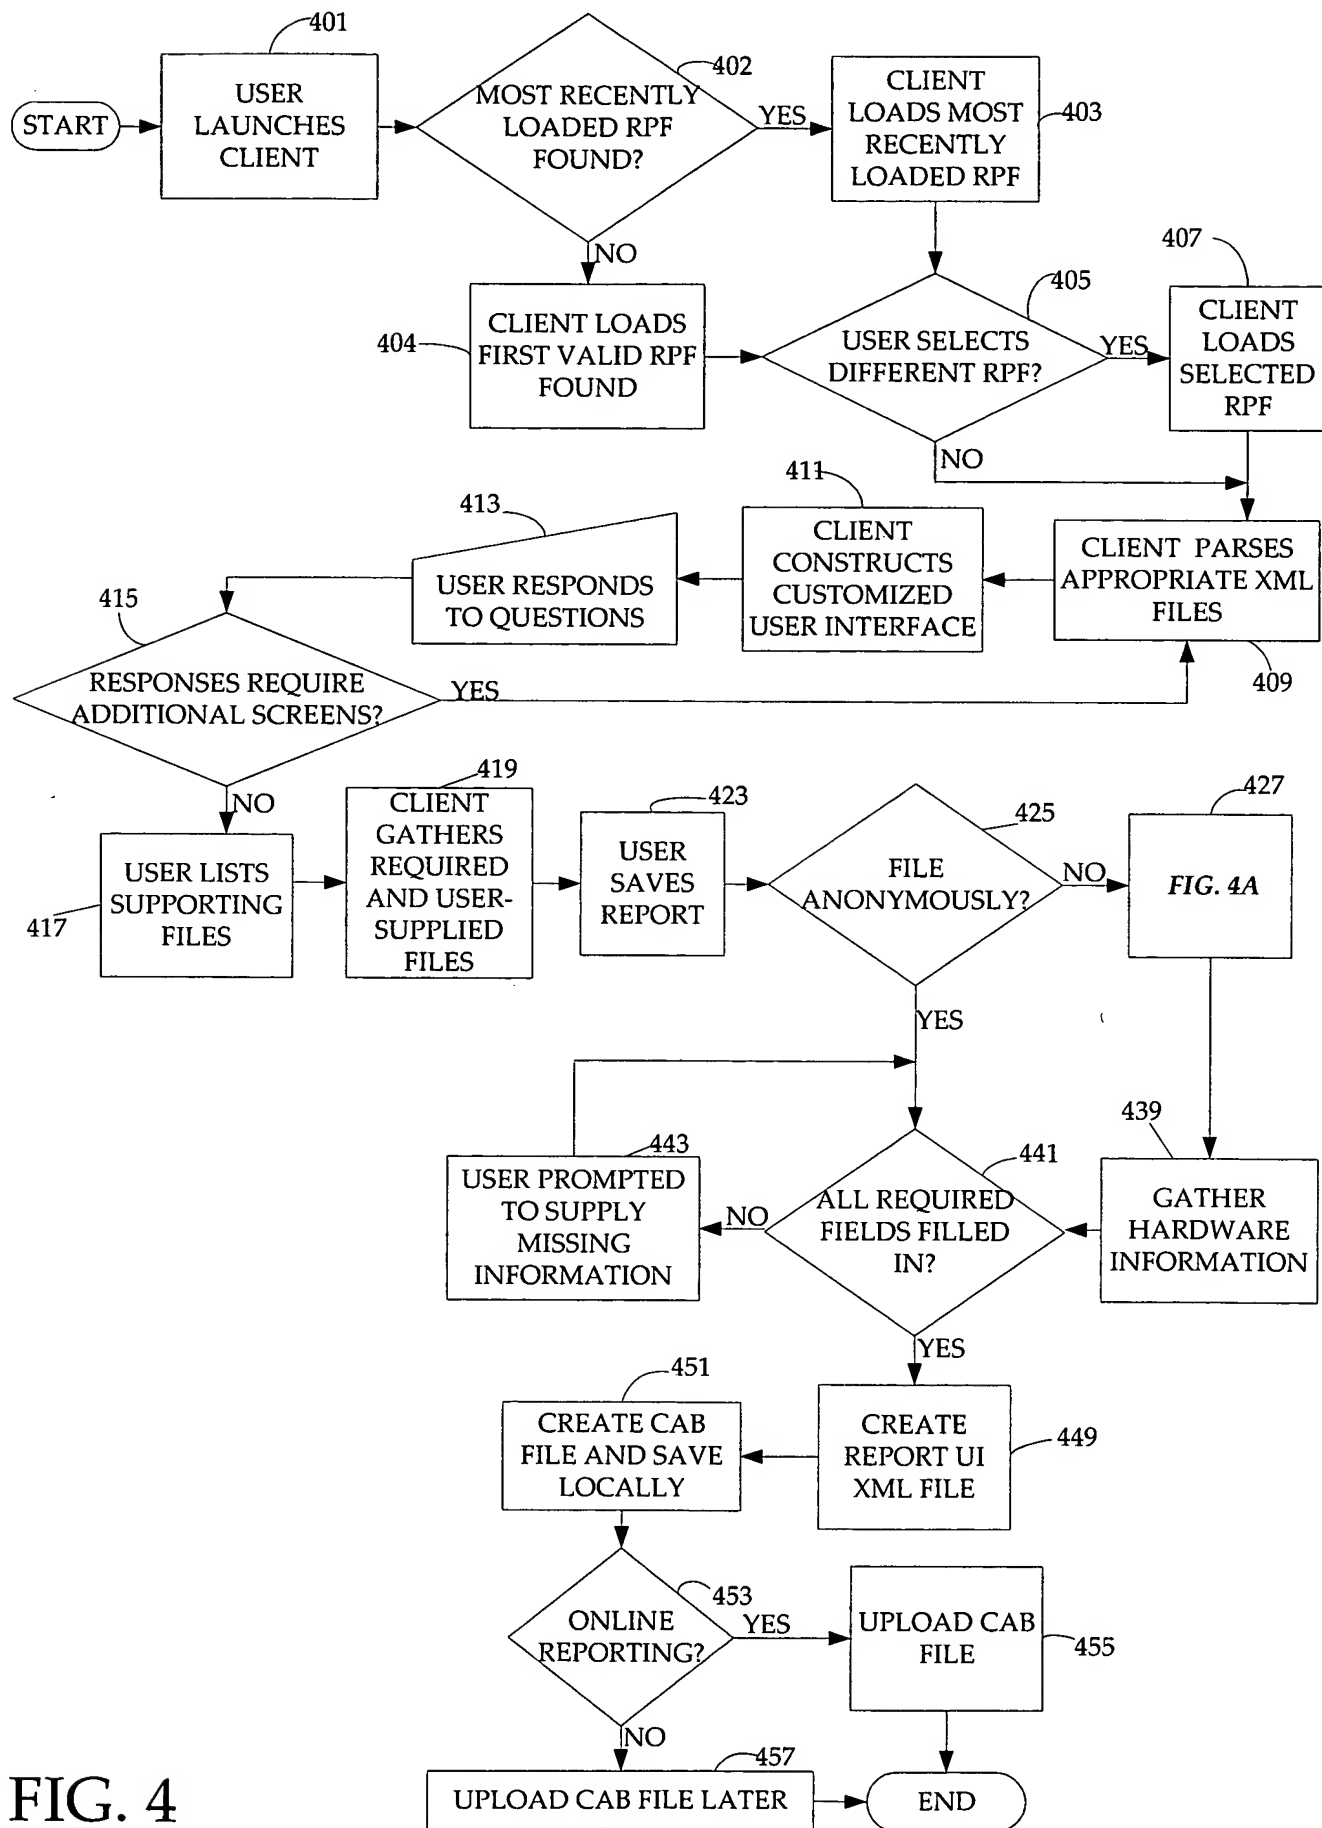 401
USER
LAUNCHES
CLIENT
START
402
MOST RECENTLY
LOADED RPF
FOUND?
YES
CLIENT
LOADS MOST
RECENTLY
LOADED RPF
403
NO
404
CLIENT LOADS
FIRST VALID RPF
FOUND
405
USER SELECTS
DIFFERENT RPF?
YES
407
CLIENT
LOADS
SELECTED
RPF
NO
CLIENT PARSES
APPROPRIATE XML
FILES
409
411
CLIENT
CONSTRUCTS
CUSTOMIZED
USER INTERFACE
413
USER RESPONDS
TO QUESTIONS
415
RESPONSES REQUIRE
ADDITIONAL SCREENS?
YES
NO
417
USER LISTS
SUPPORTING
FILES
419
CLIENT
GATHERS
REQUIRED
AND USER-
SUPPLIED
FILES
423
USER
SAVES
REPORT
425
FILE
ANONYMOUSLY?
NO
427
FIG. 4A
YES
439
GATHER
HARDWARE
INFORMATION
441
ALL REQUIRED
FIELDS FILLED
IN?
NO
443
USER PROMPTED
TO SUPPLY
MISSING
INFORMATION
YES
CREATE
REPORT UI
XML FILE
449
451
CREATE CAB
FILE AND SAVE
LOCALLY
453
ONLINE
REPORTING?
YES
UPLOAD CAB
FILE
455
NO
457
UPLOAD CAB FILE LATER
END
FIG. 4